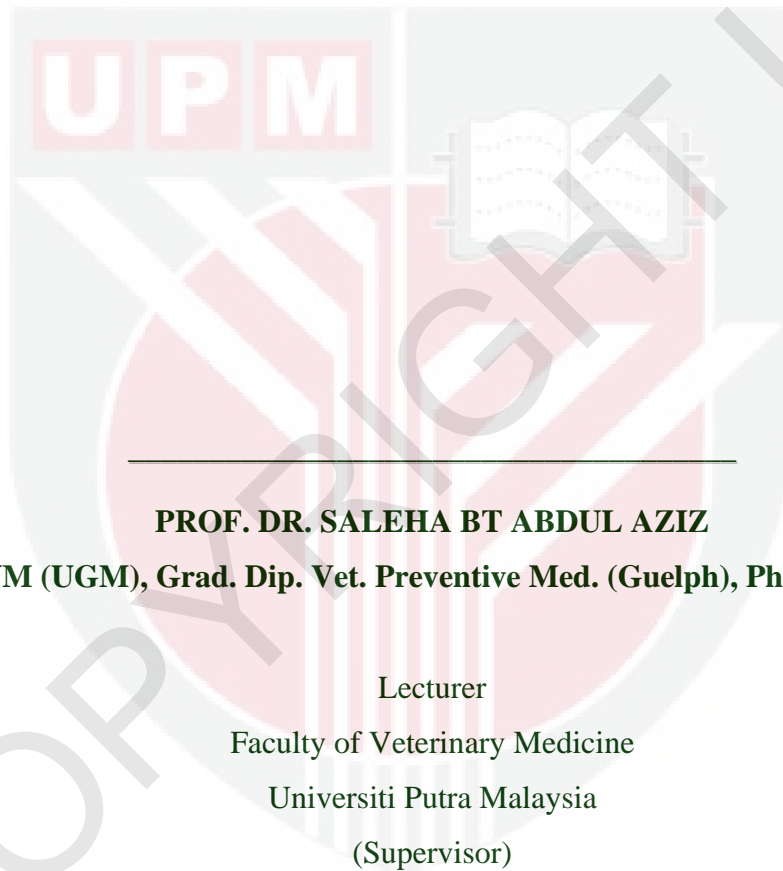 UPM
PROF. DR. SALEHA BT ABDUL AZIZ
(UGM), Grad. Dip. Vet. Preventive Med. (Guelph),
Lecturer
Faculty of Veterinary Medicine
Universiti Putra Malaysia
(Supervisor)